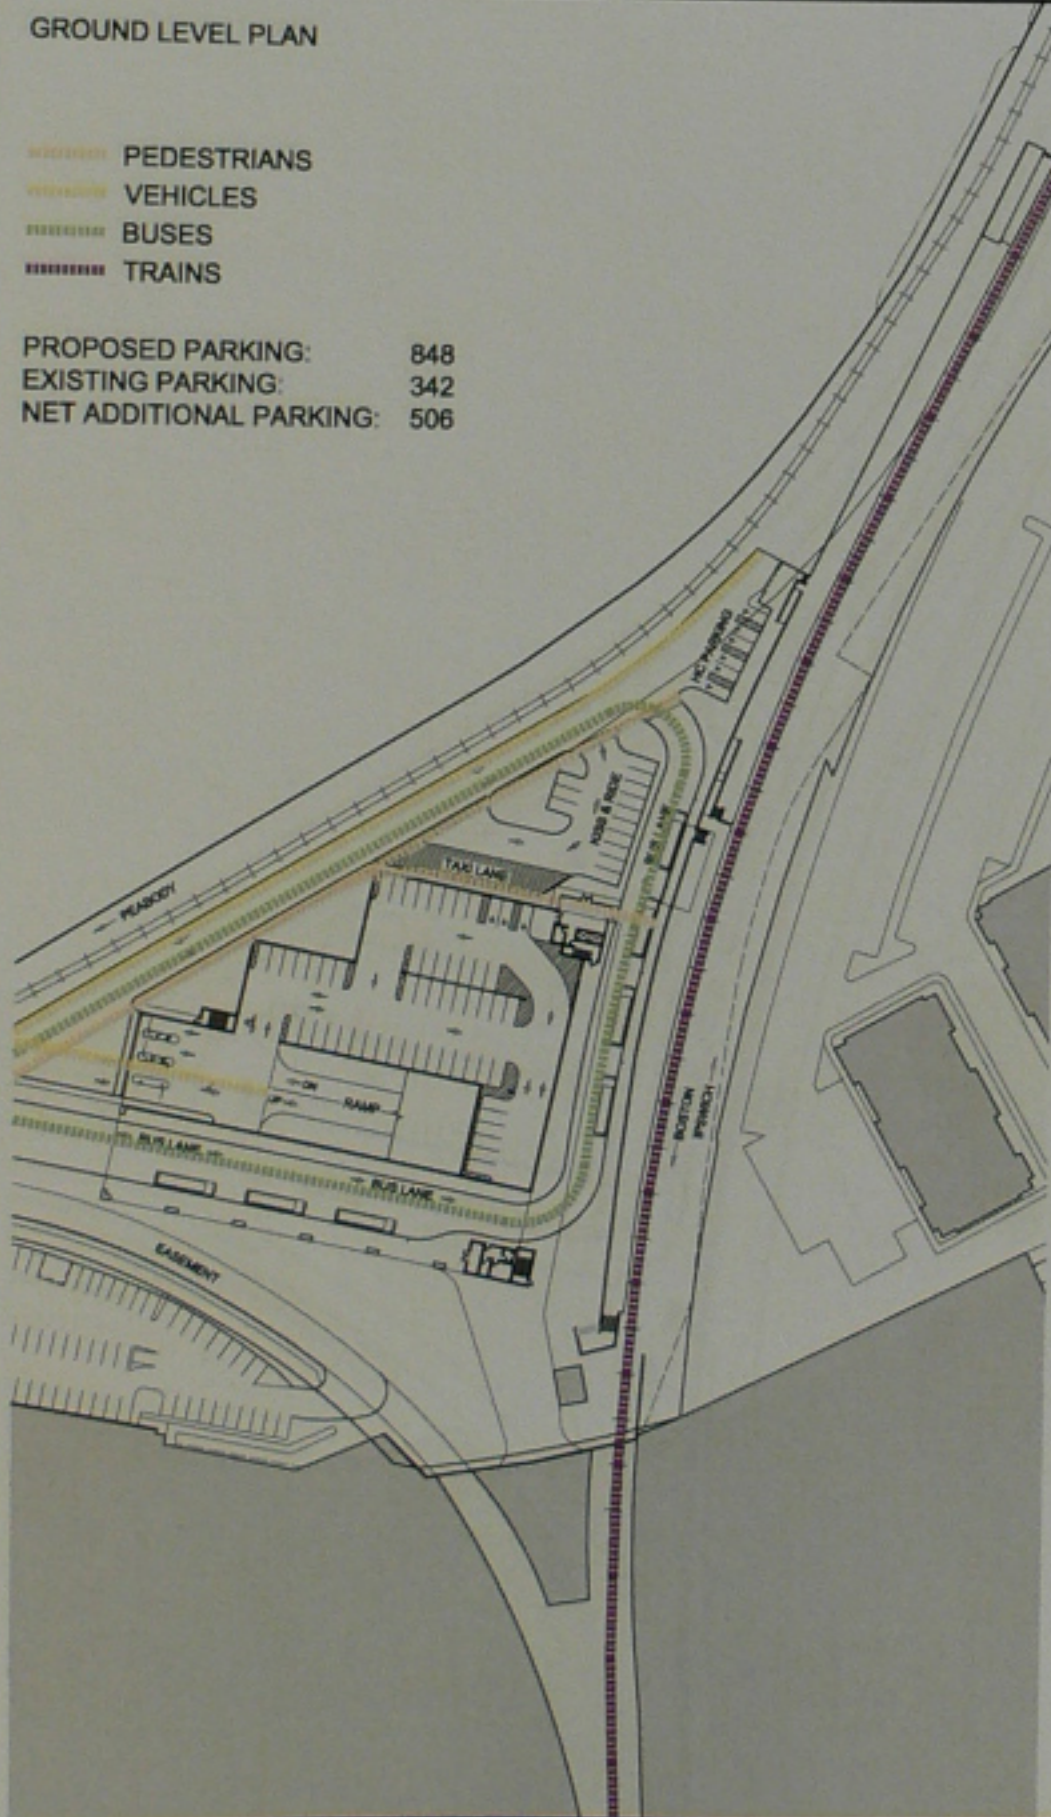 GROUND LEVEL PLAN
PEDESTRIANS
VEHICLES
BUSES
TRAINS
PROPOSED PARKING: 848
EXISTING PARKING: 342
NET ADDITIONAL PARKING: 506
HC PARKING
KISS & RIDE
BUS LANE
TAXI LANE
PEABODY
ON
UP
RAMP
BOSTON
IPSWICH
BUS LANE
BUS LANE
EASEMENT